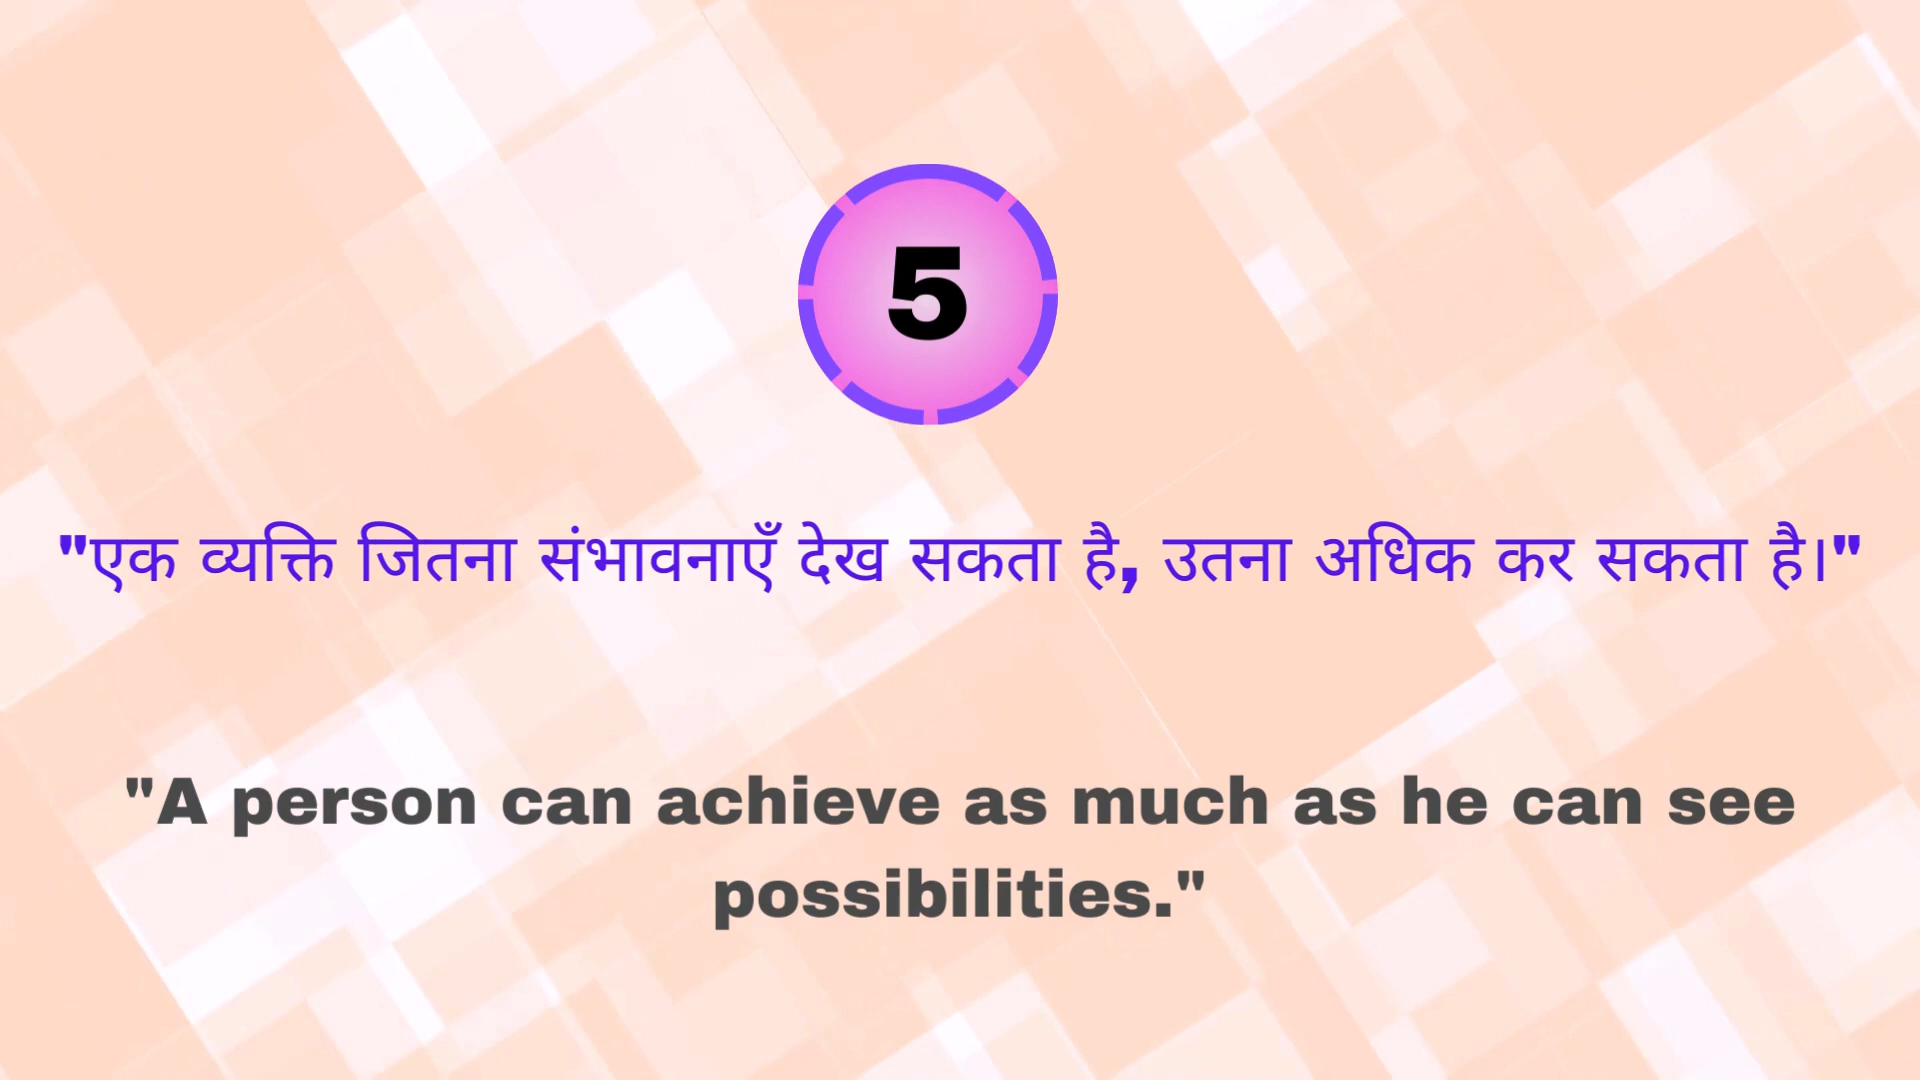 5
"एक व्यक्ति जितना संभावनाएँ देख सकता है, उतना अधिक कर सकता है।"
"A person can achieve as much as he can see
possibilities."